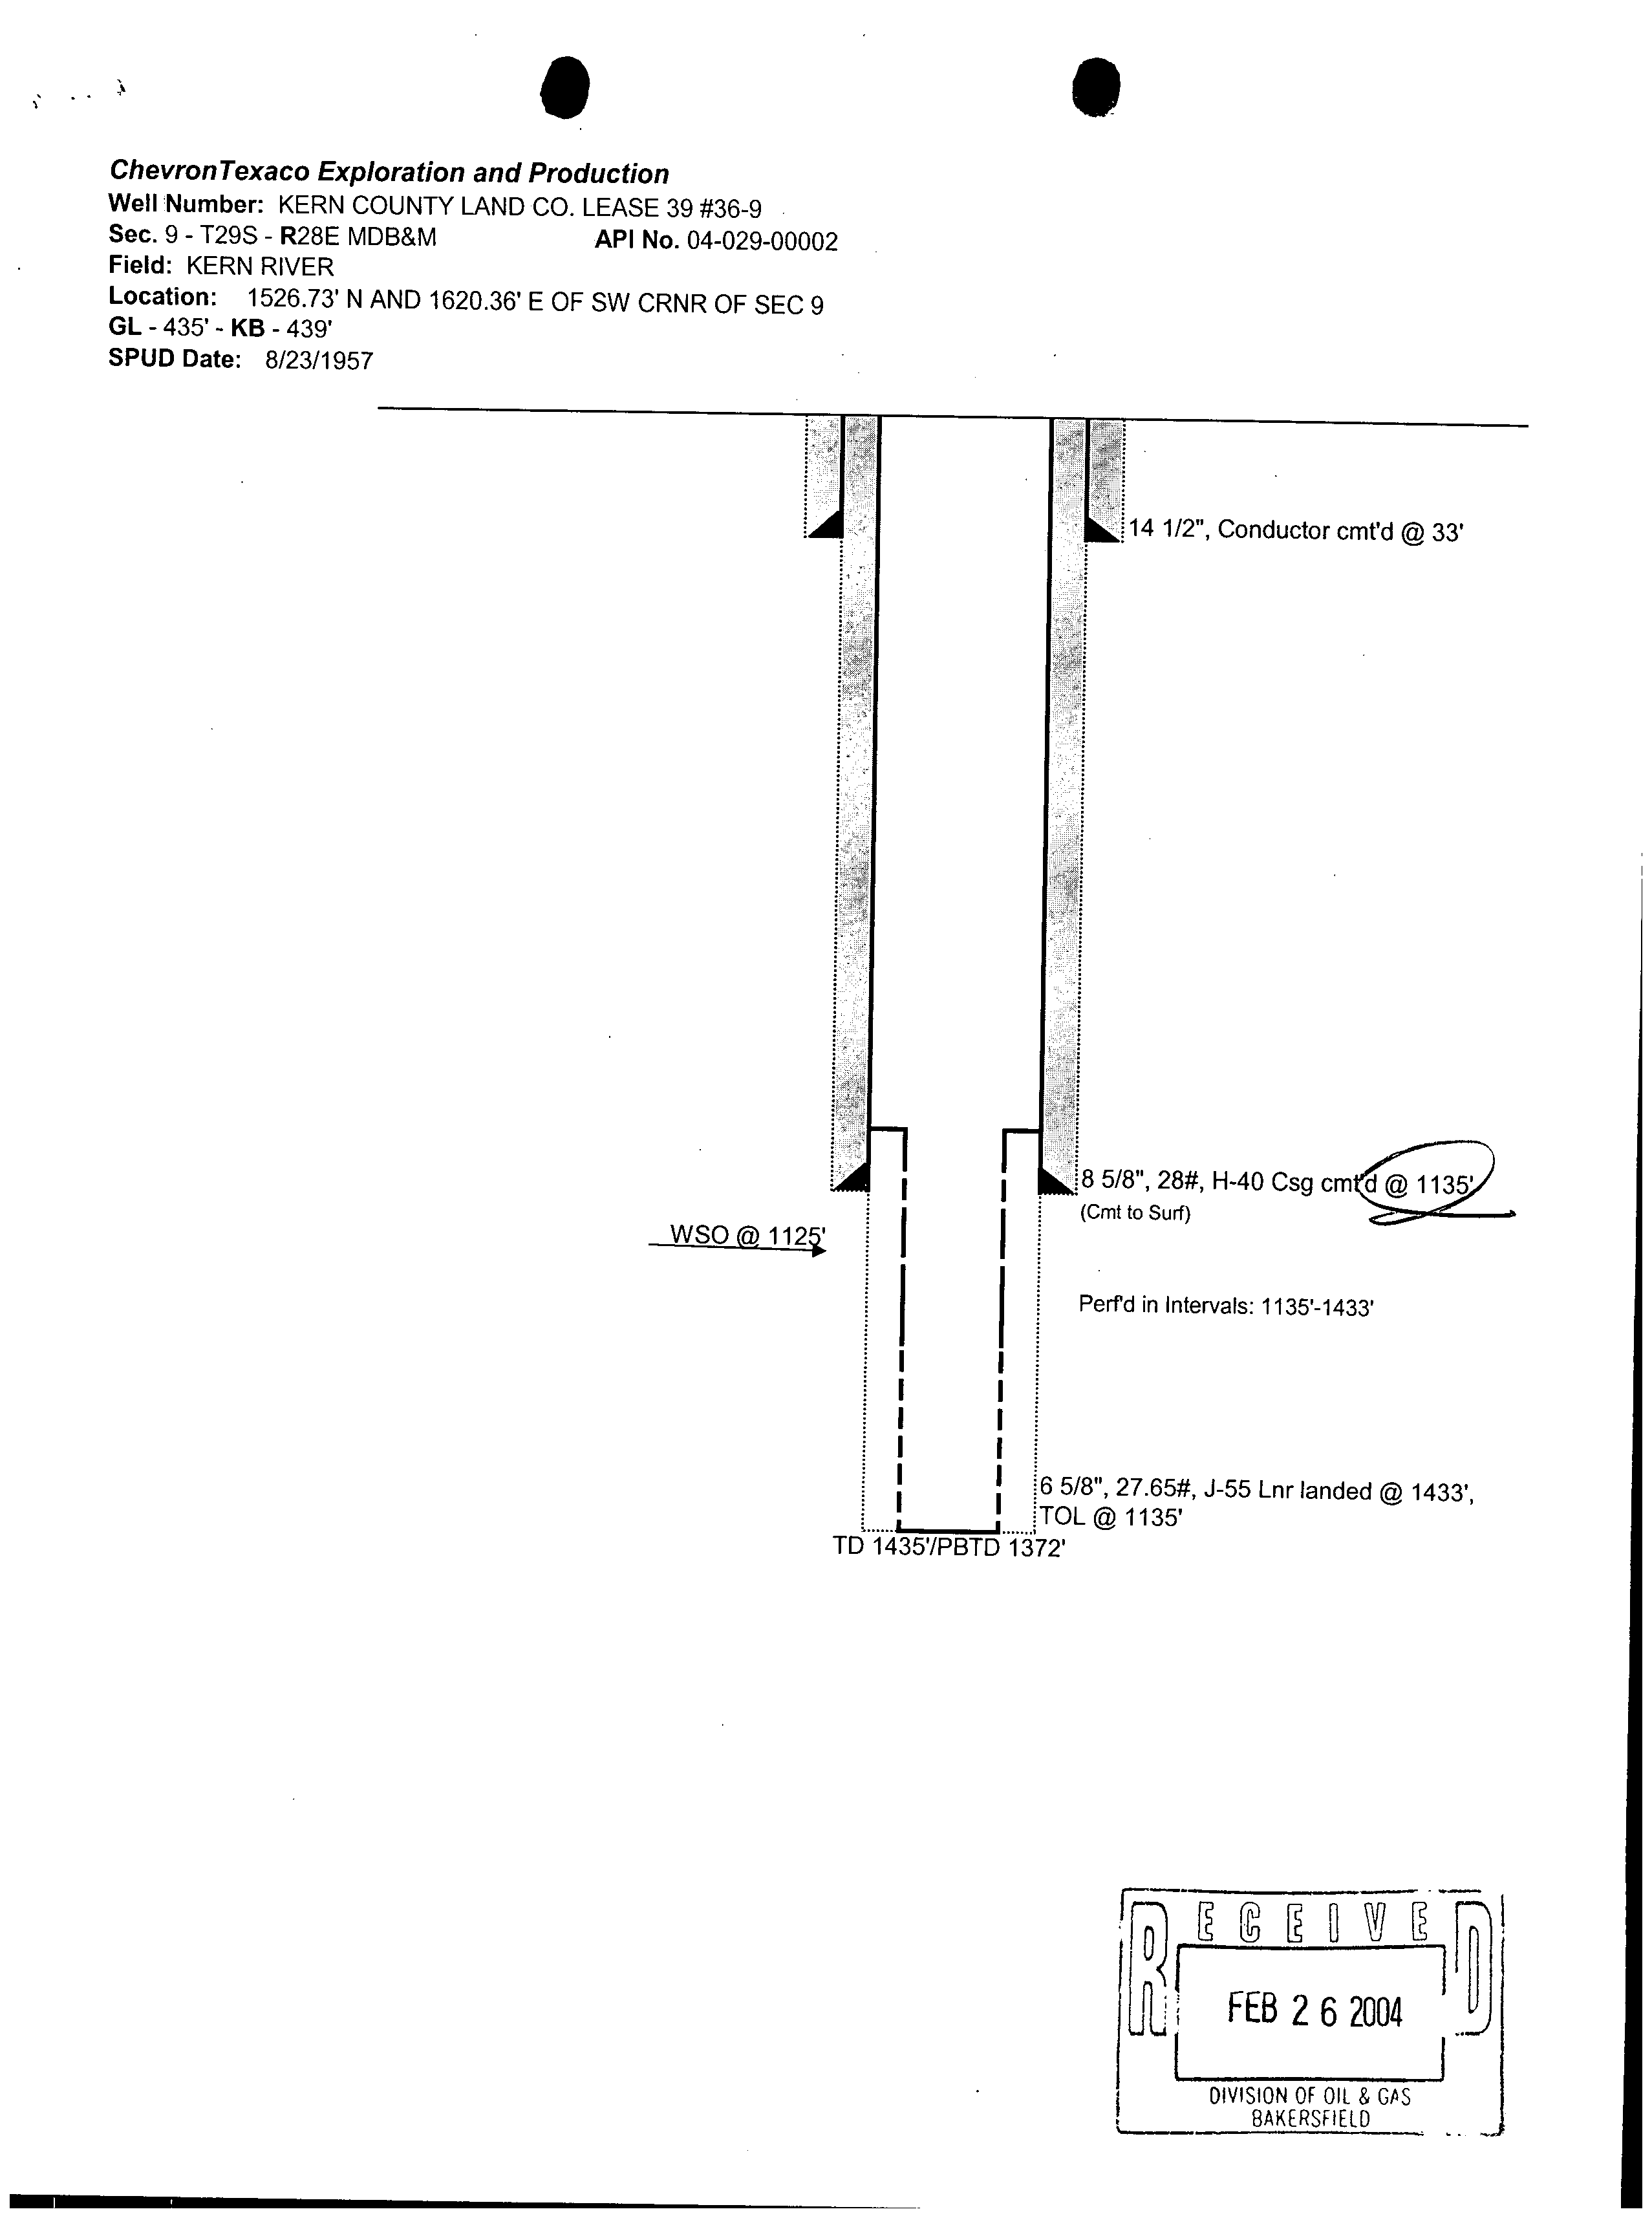 ChevronTexaco Exploration and Production
Well Number: KERN COUNTY LAND CO. LEASE 39 #36-9
Sec. 9 - T29S - R28E MDB&M API No. 04-029-00002
Field: KERN RIVER
Location: 1526.73' N AND 1620.36' E OF SW CRNR OF SEC 9
GL - 435' - KB - 439'
SPUD Date: 8/23/1957
14 1/2", Conductor cmt'd @ 33'
8 5/8", 28#, H-40 Csg cmt'd @ 1135'
(Cmt to Surf)
WSO @ 1125'
Perf'd in Intervals: 1135'-1433'
6 5/8", 27.65#, J-55 Lnr landed @ 1433',
TOL @ 1135'
TD 1435'/PBTD 1372'
RECEIVED
FEB 26 2004
DIVISION OF OIL & GAS
BAKERSFIELD